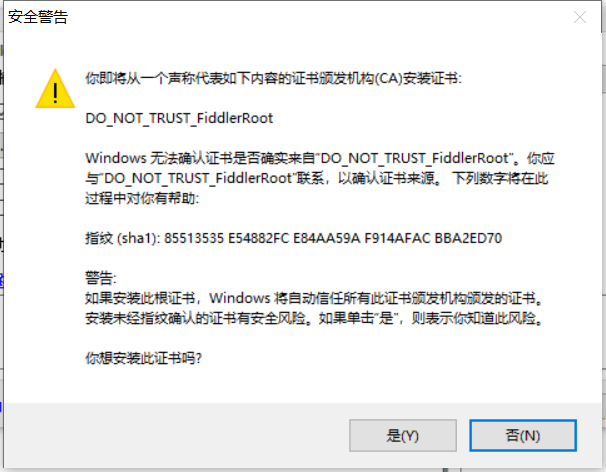 安全警告
你即将从一个声称代表如下内容的证书颁发机构(CA)安装证书:
DO_NOT_TRUST_FiddlerRoot
Windows 无法确认证书是否确实来自"DO_NOT_TRUST_FiddlerRoot"。你应
与"DO_NOT_TRUST_FiddlerRoot"联系，以确认证书来源。 下列数字将在此
过程中对你有帮助:
指纹 (sha1): 85513535 E54882FC E84AA59A F914AFAC BBA2ED70
警告:
如果安装此根证书，Windows 将自动信任所有此证书颁发机构颁发的证书。
安装未经指纹确认的证书有安全风险。如果单击"是"，则表示你知道此风险。
你想安装此证书吗?
是(Y)
否(N)